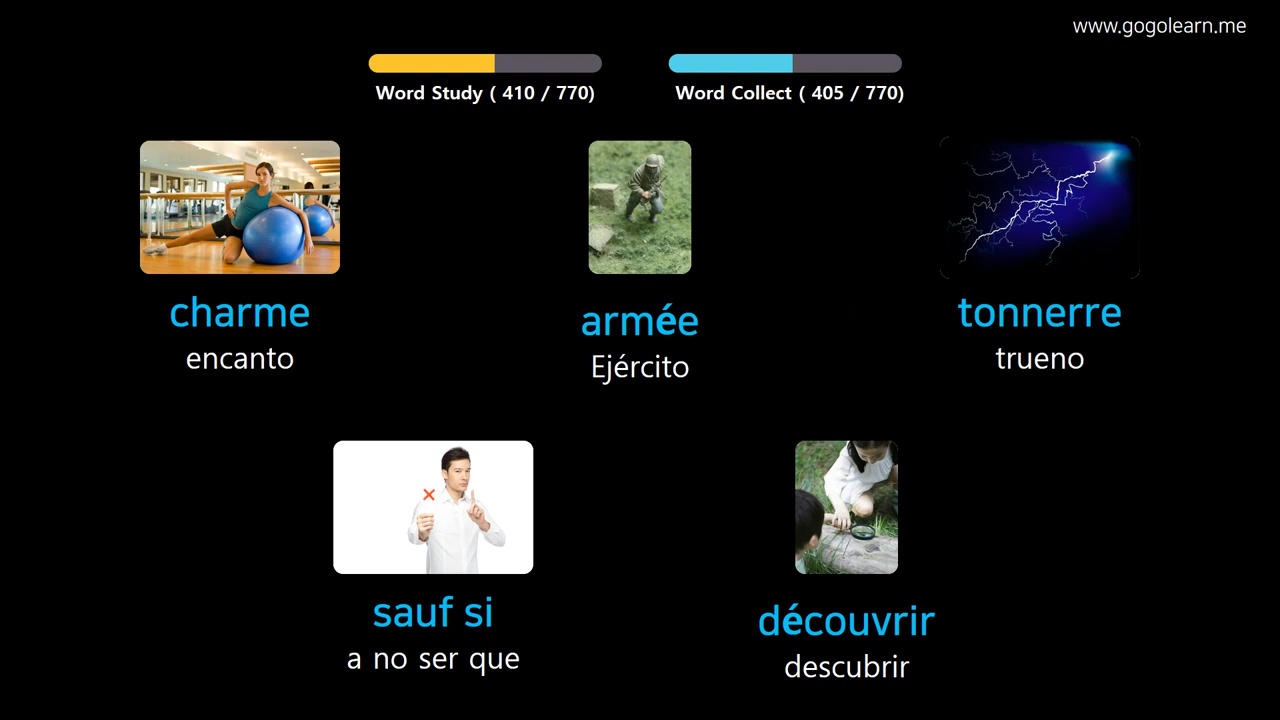 www.gogolearn.me
Word Study ( 410 / 770)
Word Collect ( 405 / 770)
charme
encanto
armée
Ejército
tonnerre
trueno
sauf si
a no ser que
découvrir
descubrir